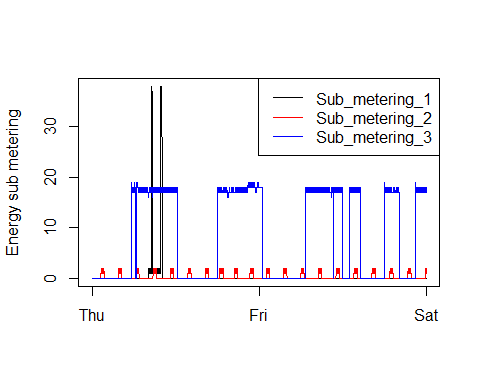 Sub_metering_1
Sub_metering_2
Sub_metering_3
Energy sub metering
30
20
10
0
Thu Fri Sat